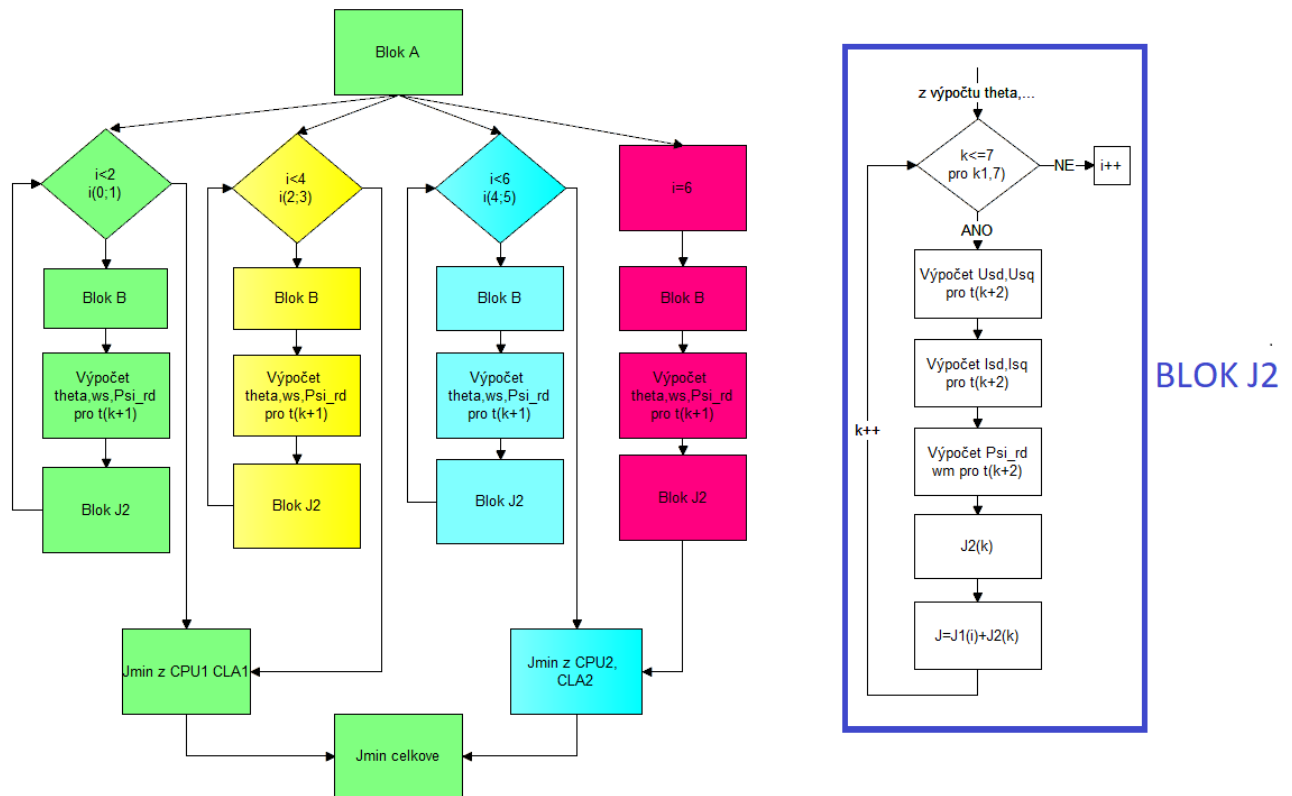 Blok A
i<2
i(0;1)
i<4
i(2;3)
i<6
i(4;5)
i=6
Blok B
Blok B
Blok B
Blok B
Výpočet
theta,ws,Psi_rd
pro t(k+1)
Výpočet
theta,ws,Psi_rd
pro t(k+1)
Výpočet
theta,ws,Psi_rd
pro t(k+1)
Výpočet
theta,ws,Psi_rd
pro t(k+1)
Blok J2
Blok J2
Blok J2
Blok J2
Jmin z CPU1 CLA1
Jmin z CPU2,
CLA2
Jmin celkove
z výpočtu theta,...
k<=7
pro k1,7)
NE
i++
ANO
Výpočet Usd,Usq
pro t(k+2)
Výpočet Isd,Isq
pro t(k+2)
k++
Výpočet Psi_rd
wm pro t(k+2)
J2(k)
J=J1(i)+J2(k)
BLOK J2